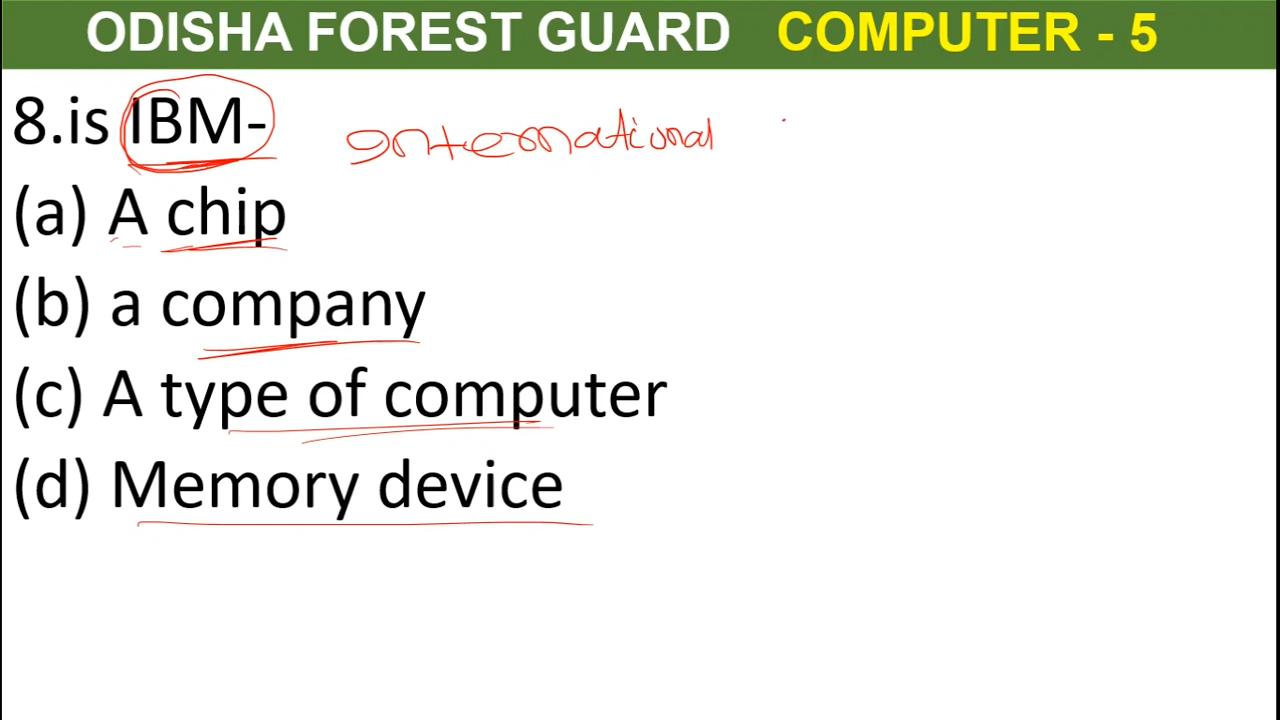 ODISHA FOREST GUARD COMPUTER - 5
8.is IBM- International
(a) A chip
(b) a company
(c) A type of computer
(d) Memory device